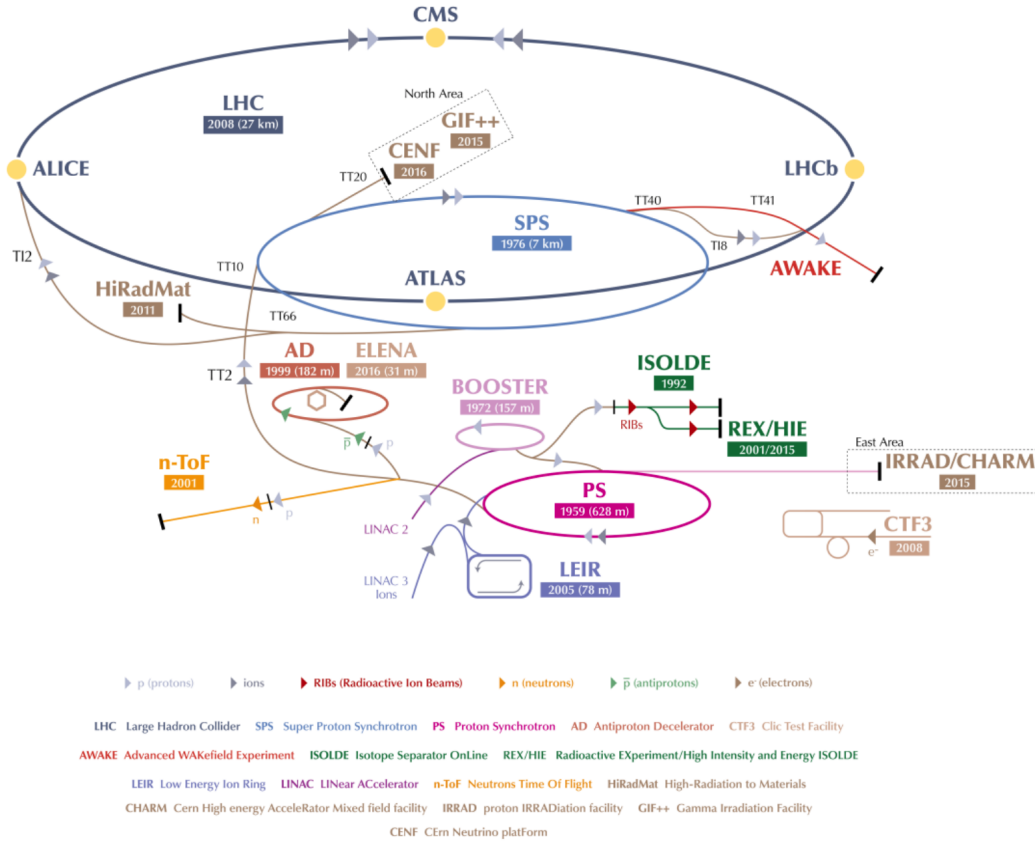 CMS
LHC
2008 (27 km)
North Area
GIF++
2015
CENF
2016
TT20
ALICE
LHCb
TT40
TT41
SPS
1976 (7 km)
TI8
TI2
TT10
AWAKE
ATLAS
HiRadMat
2011
TT66
TT2
AD
1999 (182 m)
ELENA
2016 (31 m)
ISOLDE
1992
BOOSTER
1972 (157 m)
RIBs
REX/HIE
2001/2015
p̅
p
East Area
IRRAD/CHARM
2015
n-ToF
2001
n
p
PS
1959 (628 m)
LINAC 2
CTF3
2008
e-
LEIR
2005 (78 m)
LINAC 3
Ions
p (protons) ions RIBs (Radioactive Ion Beams) n (neutrons) p̅ (antiprotons) e- (electrons)
LHC Large Hadron Collider SPS Super Proton Synchrotron PS Proton Synchrotron AD Antiproton Decelerator CTF3 Clic Test Facility
AWAKE Advanced WAKefield Experiment ISOLDE Isotope Separator OnLine REX/HIE Radioactive EXperiment/High Intensity and Energy ISOLDE
LEIR Low Energy Ion Ring LINAC LINear ACcelerator n-ToF Neutrons Time Of Flight HiRadMat High-Radiation to Materials
CHARM Cern High energy AcceleRator Mixed field facility IRRAD proton IRRADiation facility GIF++ Gamma Irradiation Facility
CENF CErn Neutrino platForm